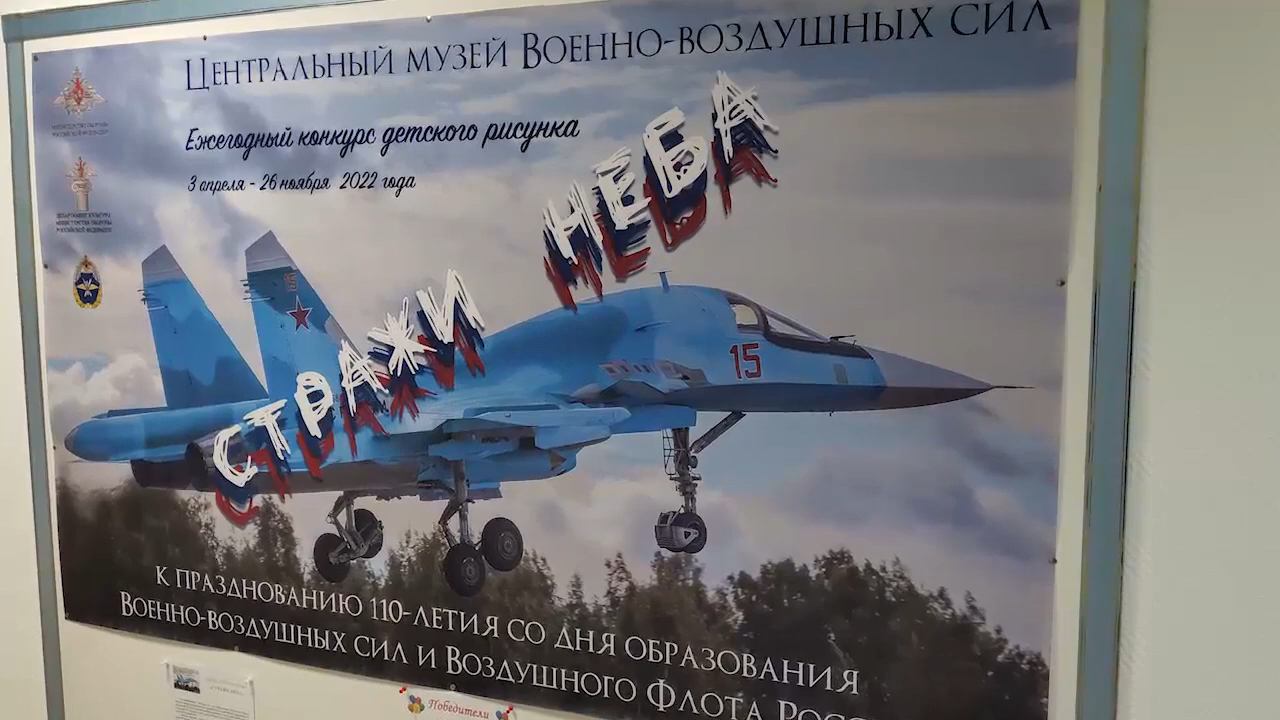 Центральный музей Военно-воздушных сил
Ежегодный конкурс детского рисунка
3 апреля - 26 ноября 2022 года
СТРАЖИ НЕБА
15
15
К ПРАЗДНОВАНИЮ 110-ЛЕТИЯ СО ДНЯ ОБРАЗОВАНИЯ
Военно-воздушных сил и Воздушного Флота
Победители